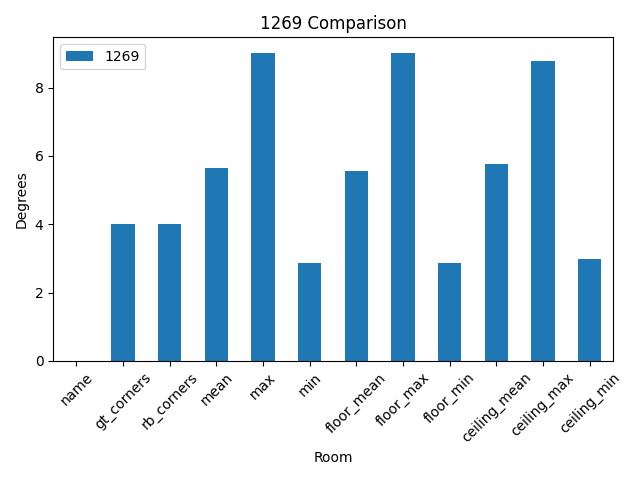 1269 Comparison
1269
Degrees
8
6
4
2
0
name
gt_corners
rb_corners
mean
max
min
floor_mean
floor_max
floor_min
ceiling_mean
ceiling_max
ceiling_min
Room